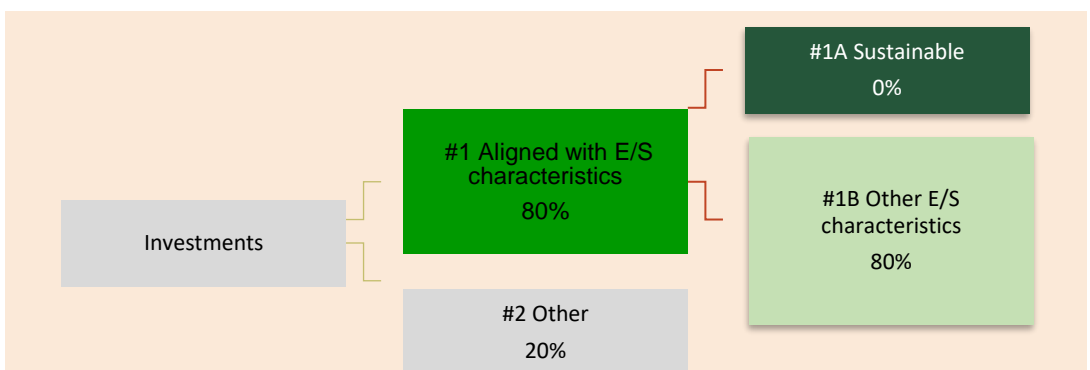 #1A Sustainable
0%
#1 Aligned with E/S
characteristics
80%
#1B Other E/S
characteristics
80%
Investments
#2 Other
20%